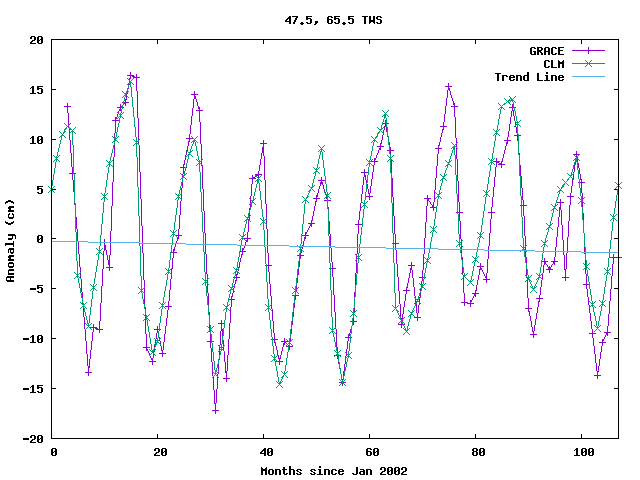 47.5, 65.5 TWS
GRACE
CLM
Trend Line
20
15
10
5
0
-5
-10
-15
-20
Anomaly (cm)
0 20 40 60 80 100
Months since Jan 2002